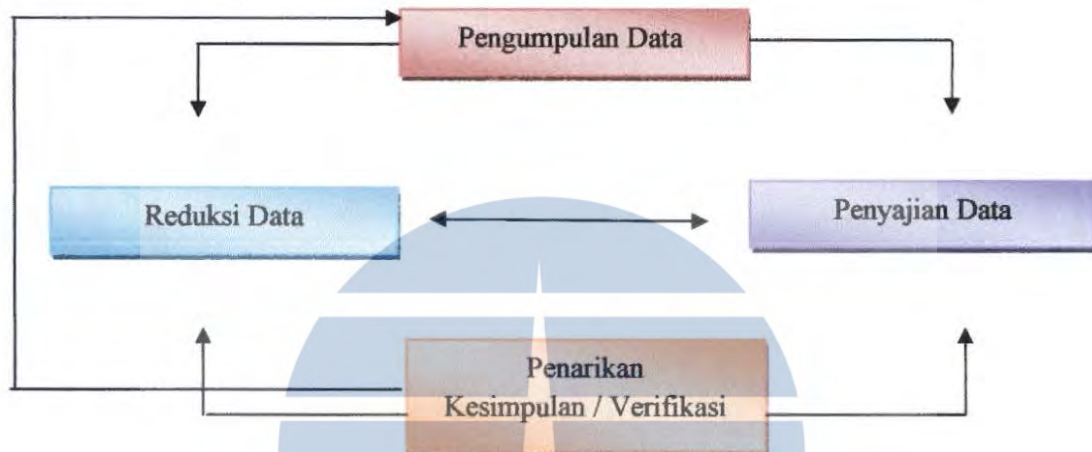 Pengumpulan Data
Reduksi Data
Penyajian Data
Penarikan
Kesimpulan / Verifikasi